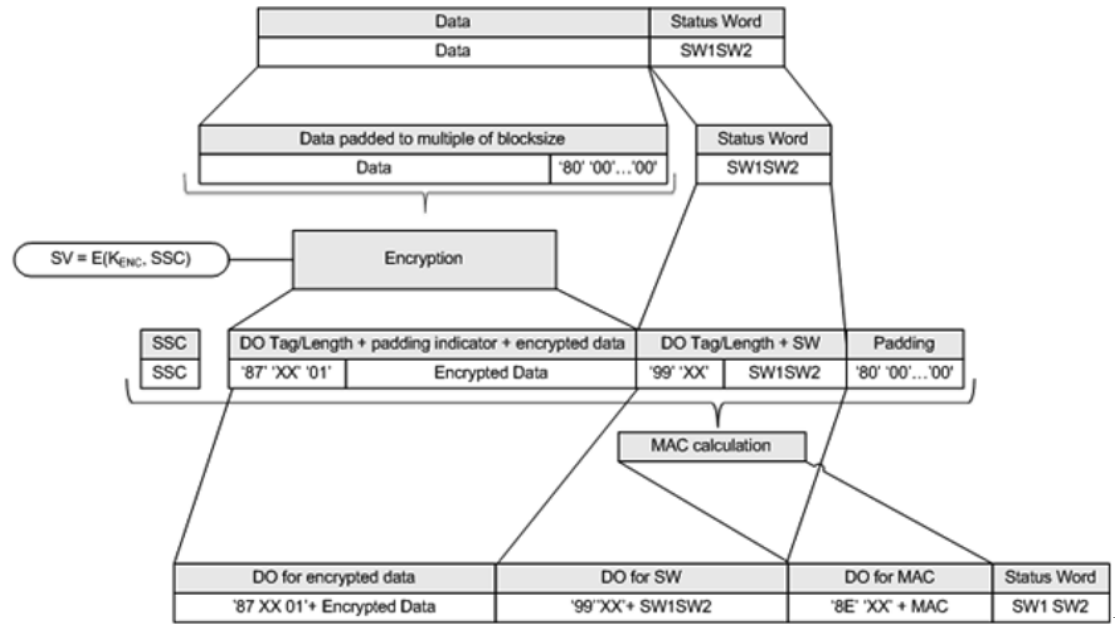 Data Status Word
Data SW1SW2
Data padded to multiple of blocksize Status Word
Data '80' '00'…'00' SW1SW2
SV = E(KENC, SSC) Encryption
SSC DO Tag/Length + padding indicator + encrypted data DO Tag/Length + SW Padding
SSC '87' 'XX' '01' Encrypted Data '99' 'XX' SW1SW2 '80' '00'…'00'
MAC calculation
DO for encrypted data DO for SW DO for MAC Status Word
'87 XX 01'+ Encrypted Data '99''XX'+ SW1SW2 '8E' 'XX' + MAC SW1 SW2